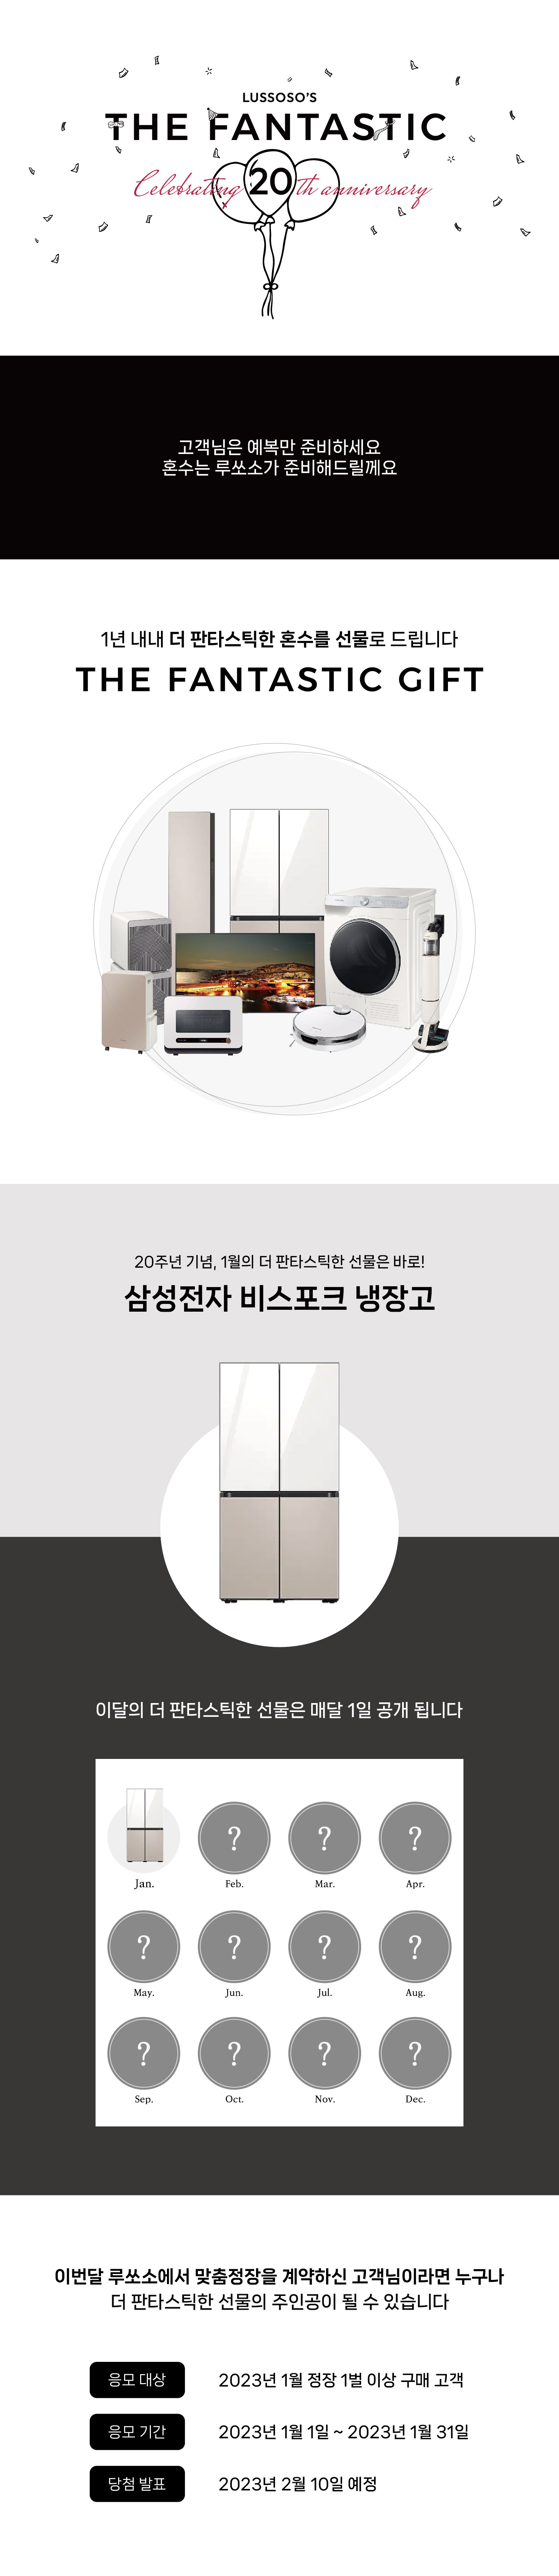 LUSSOSO'S
THE FANTASTIC
Celebrating 20th anniversary
고객님은 예복만 준비하세요
혼수는 루쏘소가 준비해드릴께요
1년 내내 더 판타스틱한 혼수를 선물로 드립니다
THE FANTASTIC GIFT
20주년 기념, 1월의 더 판타스틱한 선물은 바로!
삼성전자 비스포크 냉장고
이달의 더 판타스틱한 선물은 매달 1일 공개 됩니다
? ? ?
Jan. Feb. Mar. Apr.
? ? ? ?
May. Jun. Jul. Aug.
? ? ? ?
Sep. Oct. Nov. Dec.
이번달 루쏘소에서 맞춤정장을 계약하신 고객님이라면 누구나
더 판타스틱한 선물의 주인공이 될 수 있습니다
응모 대상 2023년 1월 정장 1벌 이상 구매 고객
응모 기간 2023년 1월 1일 ~ 2023년 1월 31일
당첨 발표 2023년 2월 10일 예정